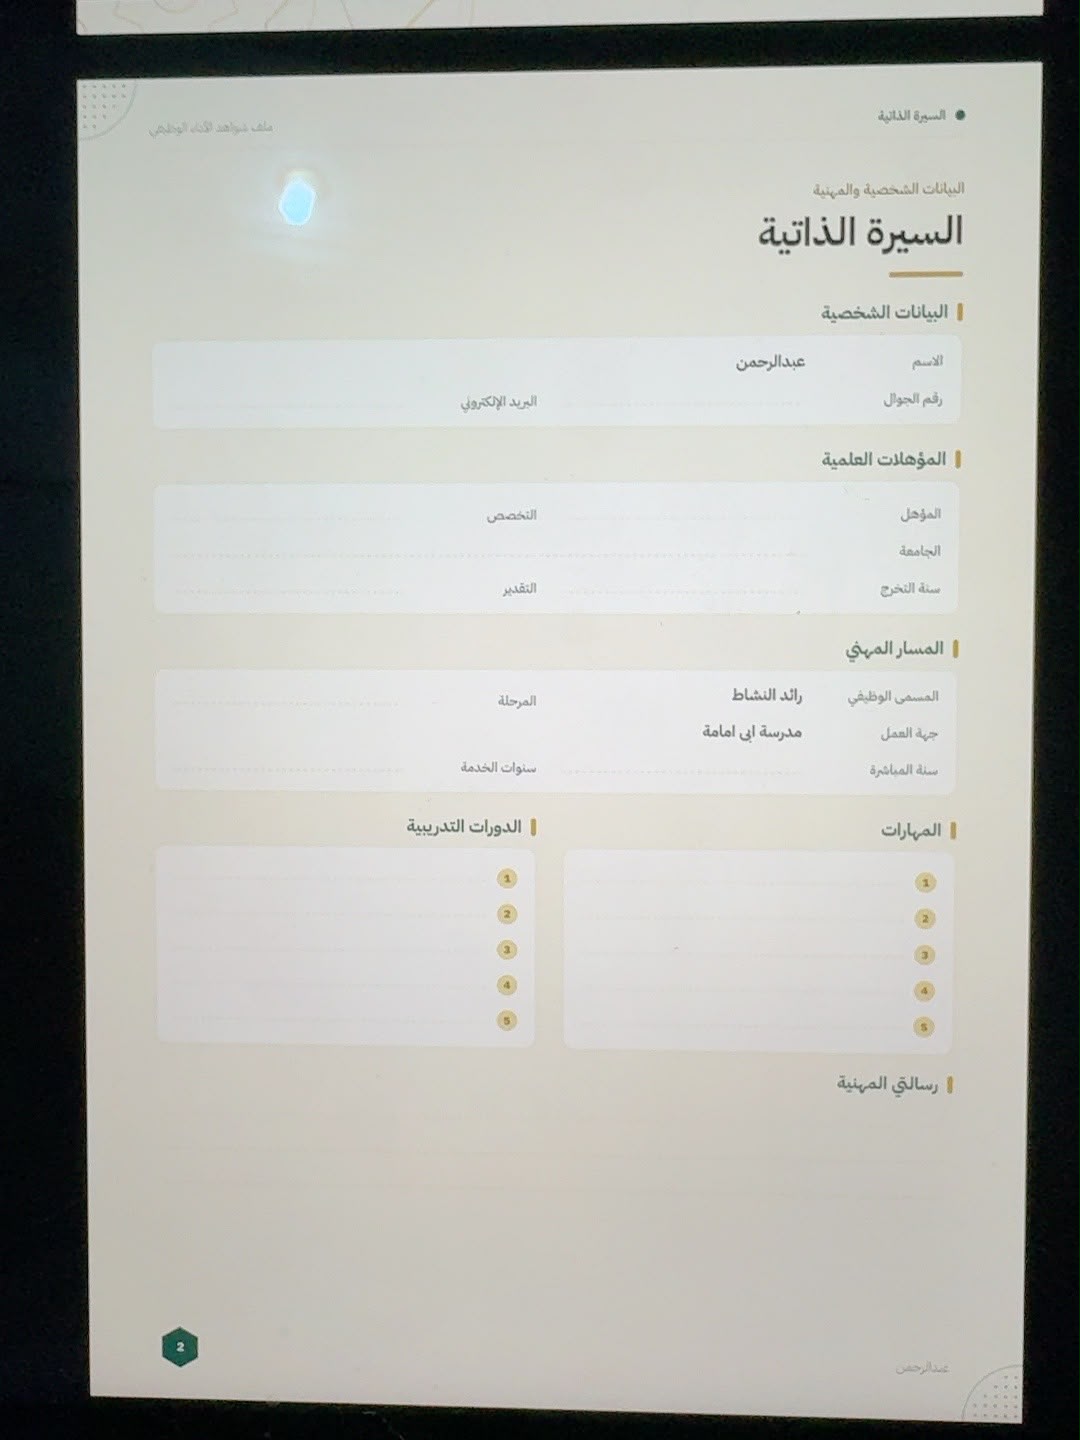 السيرة الذاتية
ملف شواهد الأداء الوظيفي
البيانات الشخصية والمهنية
السيرة الذاتية
البيانات الشخصية
الاسم عبدالرحمن
رقم الجوال البريد الإلكتروني
المؤهلات العلمية
المؤهل التخصص
الجامعة
سنة التخرج التقدير
المسار المهني
المسمى الوظيفي رائد النشاط المرحلة
جهة العمل مدرسة ابى امامة
سنة المباشرة سنوات الخدمة
المهارات
1
2
3
4
5
الدورات التدريبية
1
2
3
4
5
رسالتي المهنية
عبدالرحمن
2